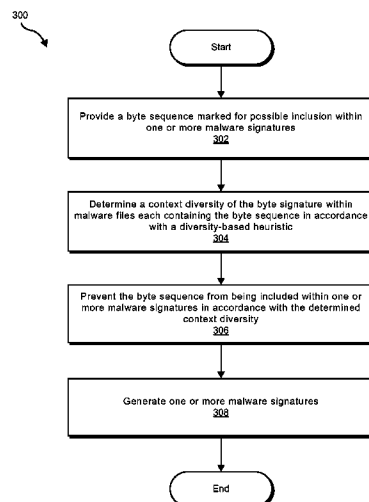 300
Start
Provide a byte sequence marked for possible inclusion within
one or more malware signatures
302
Determine a context diversity of the byte signature within
malware files each containing the byte sequence in accordance
with a diversity-based heuristic
304
Prevent the byte sequence from being included within one or
more malware signatures in accordance with the determined
context diversity
306
Generate one or more malware signatures
308
End